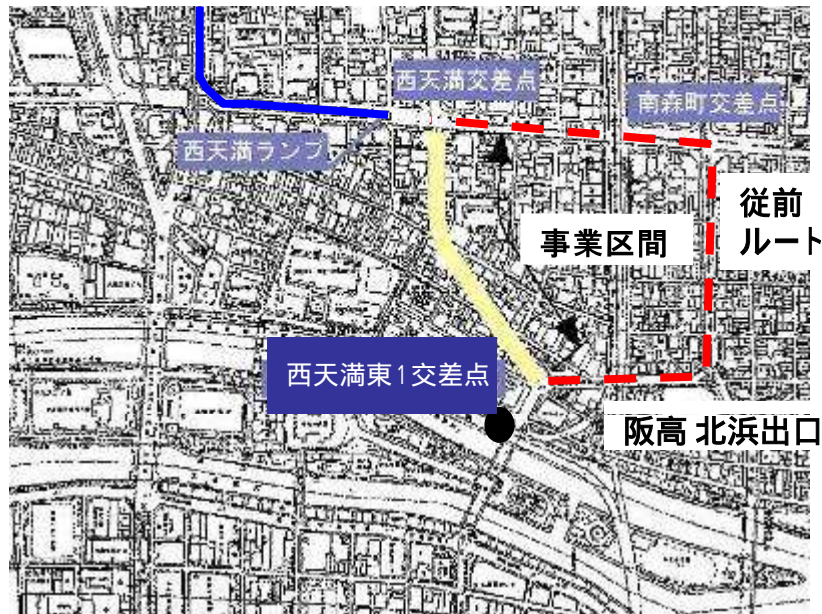 西天満交差点
南森町交差点
西天満ランプ
従前
ルート
事業区間
西天満東1交差点
阪高 北浜出口